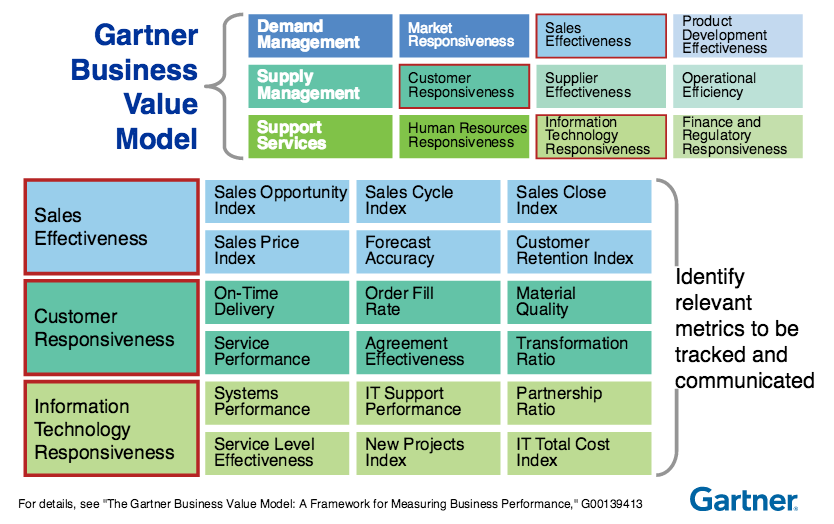 Gartner
Business
Value
Model
Demand
Management
Market
Responsiveness
Sales
Effectiveness
Product
Development
Effectiveness
Supply
Management
Customer
Responsiveness
Supplier
Effectiveness
Operational
Efficiency
Support
Services
Human Resources
Responsiveness
Information
Technology
Responsiveness
Finance and
Regulatory
Responsiveness
Sales
Effectiveness
Sales Opportunity
Index
Sales Cycle
Index
Sales Close
Index
Sales Price
Index
Forecast
Accuracy
Customer
Retention Index
Customer
Responsiveness
On-Time
Delivery
Order Fill
Rate
Material
Quality
Service
Performance
Agreement
Effectiveness
Transformation
Ratio
Information
Technology
Responsiveness
Systems
Performance
IT Support
Performance
Partnership
Ratio
Service Level
Effectiveness
New Projects
Index
IT Total Cost
Index
Identify
relevant
metrics to be
tracked and
communicated
For details, see "The Gartner Business Value Model: A Framework for Measuring Business Performance," G00139413
Gartner